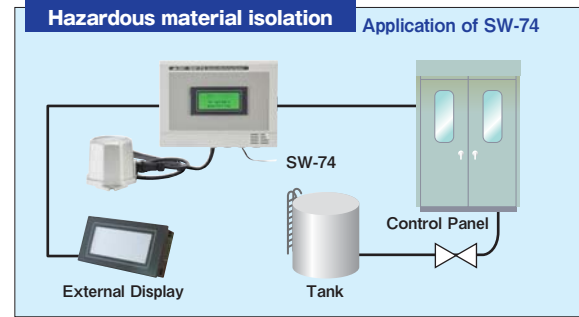 Hazardous material isolation
Application of SW-74
SW-74
Control Panel
External Display
Tank